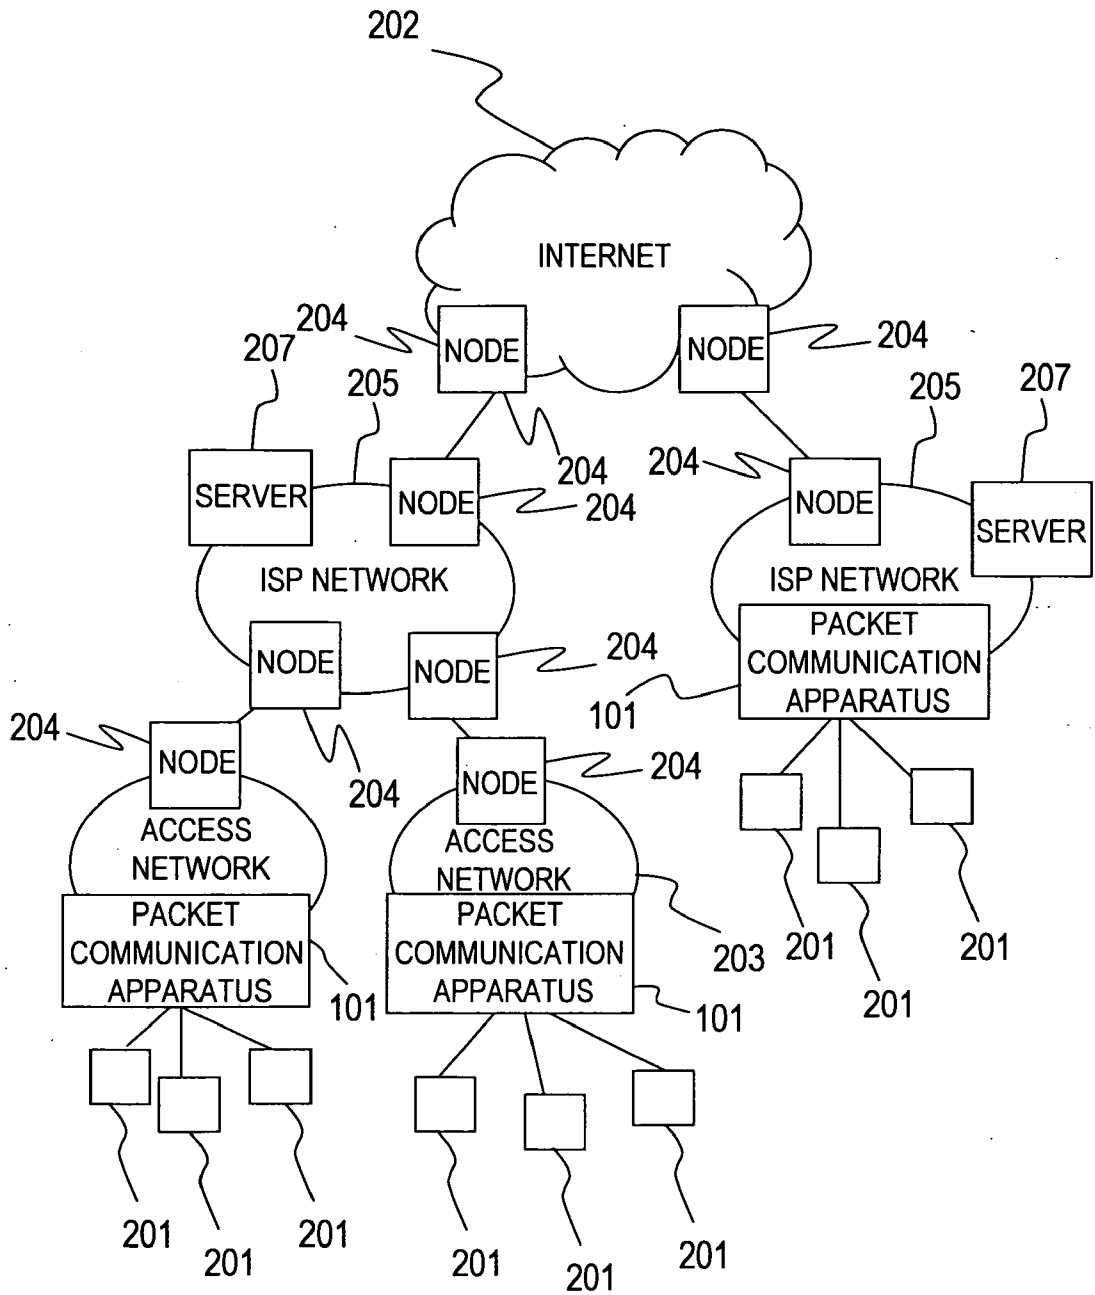 202
INTERNET
204
NODE
NODE
204
207
205
204
205
207
204
SERVER
NODE
204
NODE
SERVER
ISP NETWORK
ISP NETWORK
NODE
NODE
204
PACKET
COMMUNICATION
APPARATUS
101
204
NODE
204
NODE
204
ACCESS
NETWORK
ACCESS
NETWORK
PACKET
COMMUNICATION
APPARATUS
101
PACKET
COMMUNICATION
APPARATUS
203
101
201
201
201
201
201
201
201
201
201